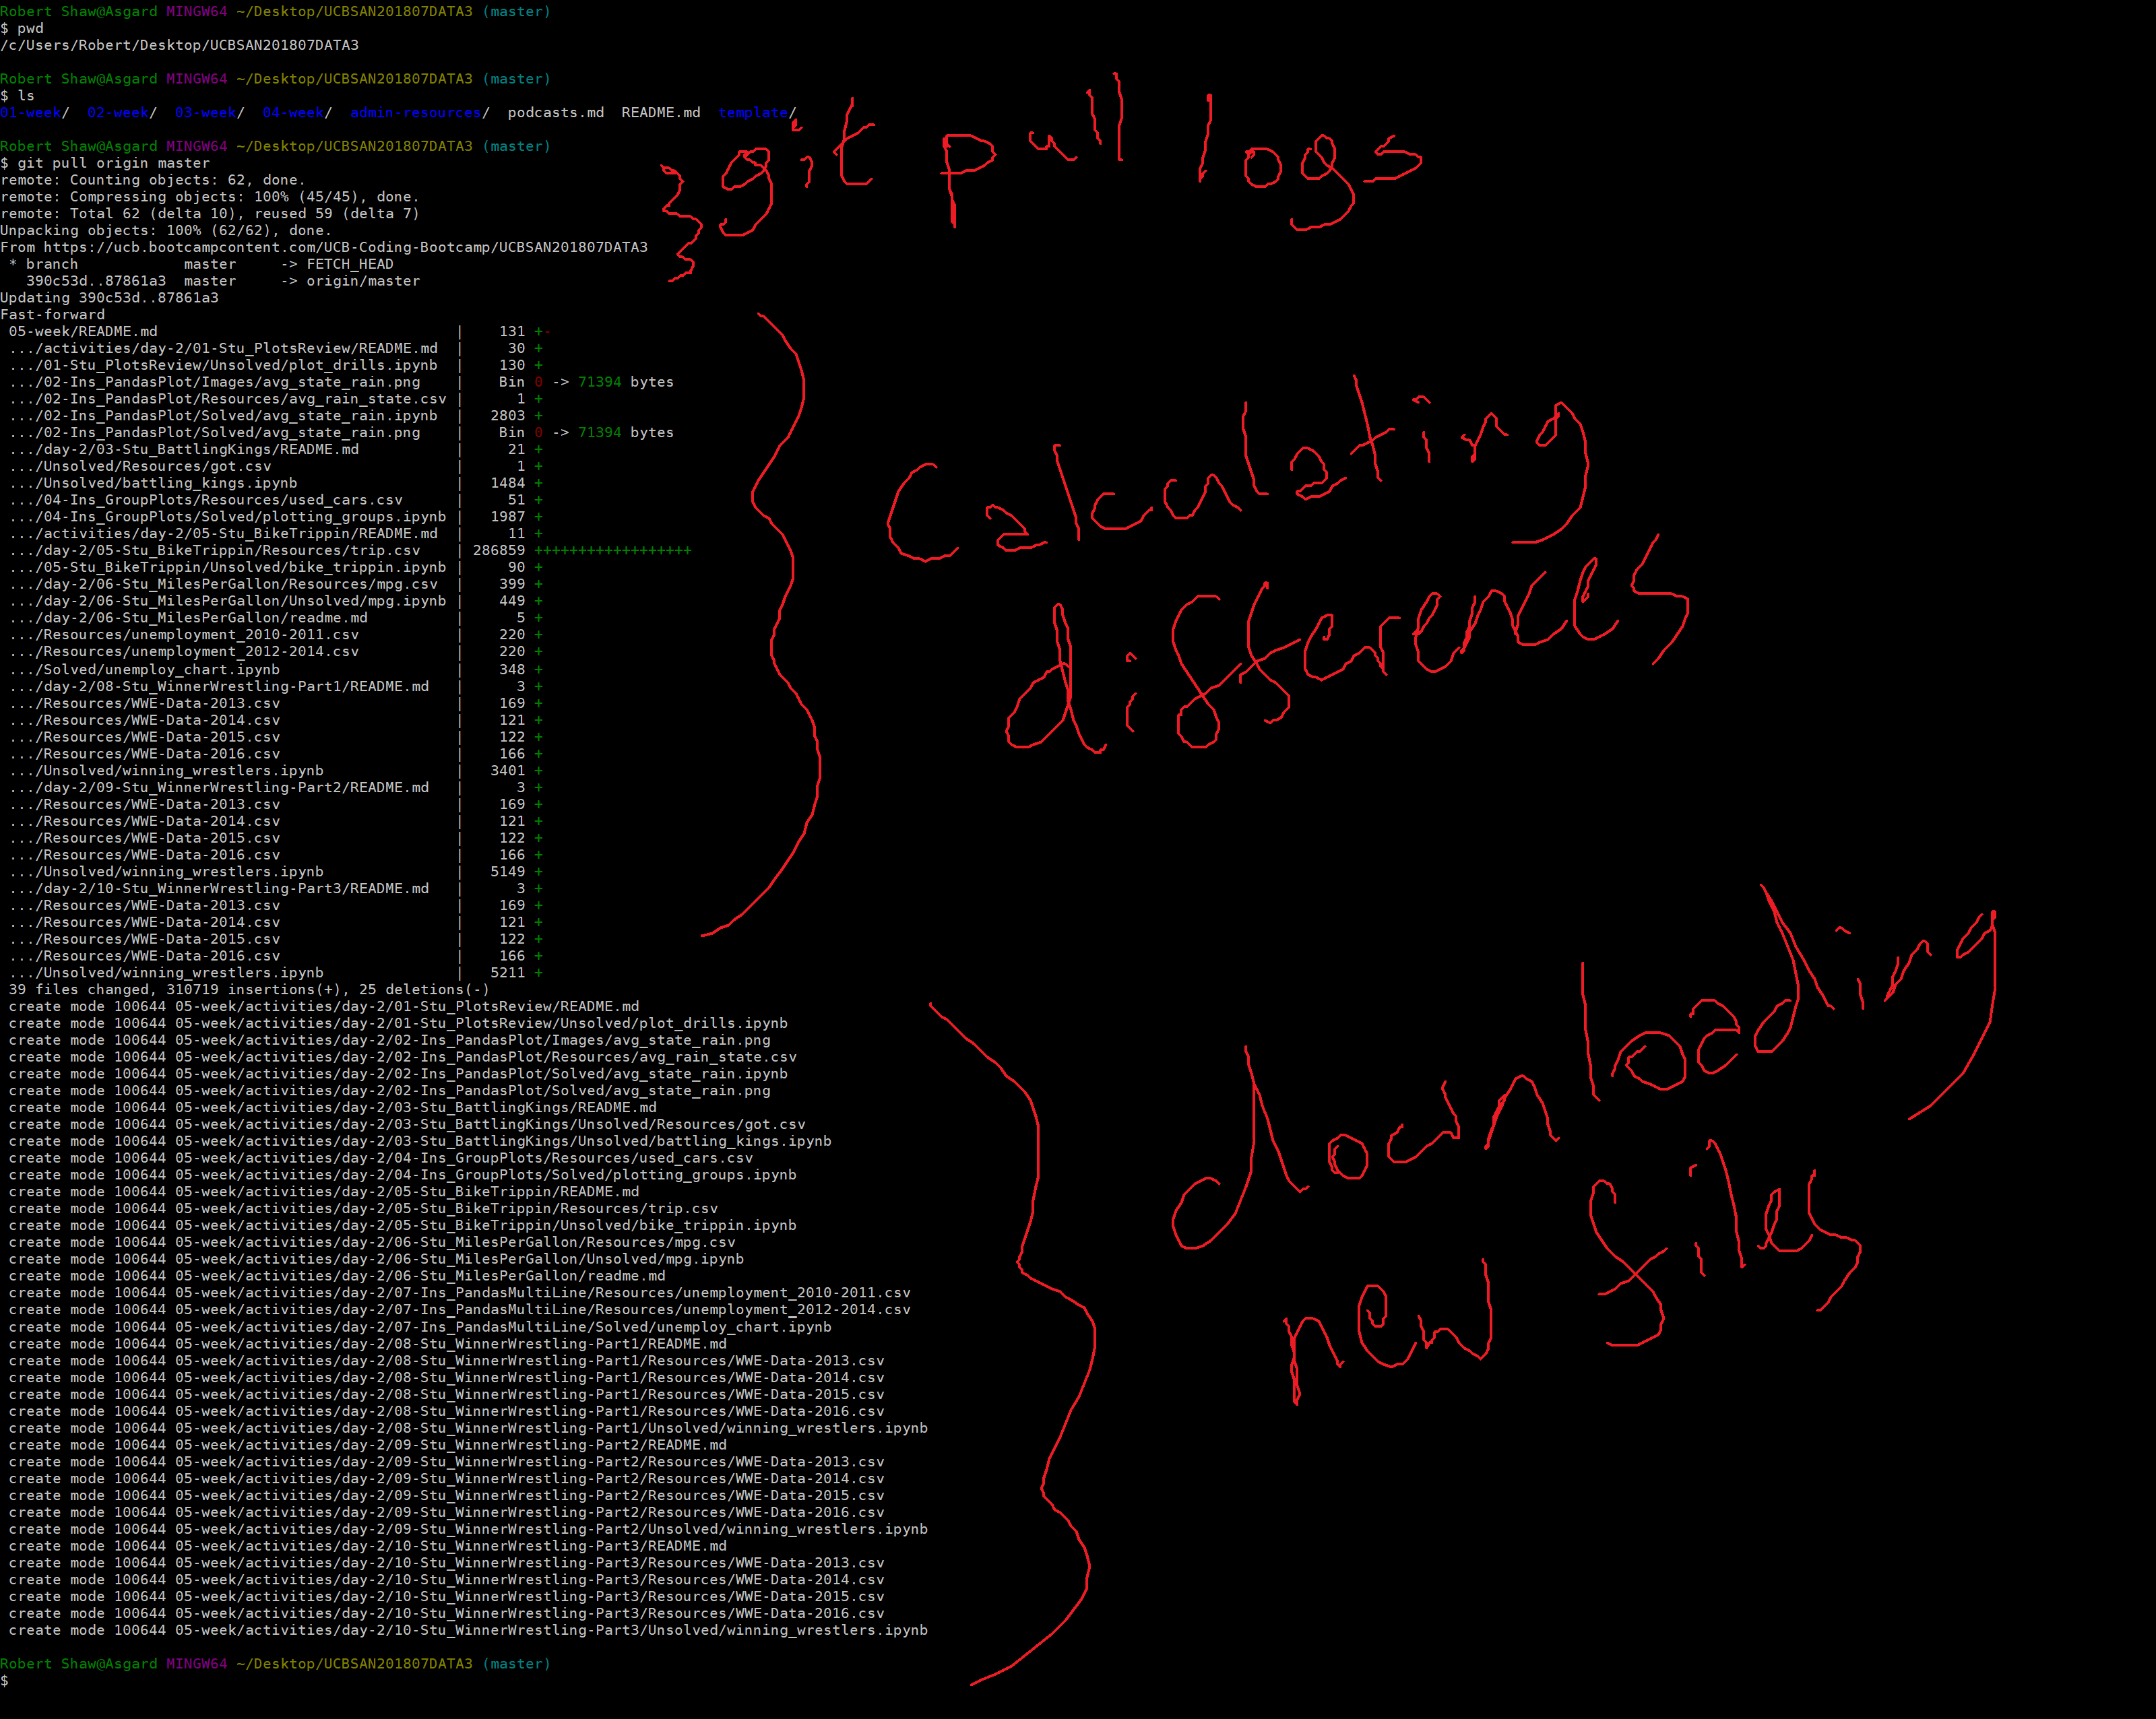 Robert Shaw@Asgard MINGW64 ~/Desktop/UCBSAN201807DATA3 (master)
$ pwd
/c/Users/Robert/Desktop/UCBSAN201807DATA3

Robert Shaw@Asgard MINGW64 ~/Desktop/UCBSAN201807DATA3 (master)
$ ls
01-week/  02-week/  03-week/  04-week/  admin-resources/  podcasts.md  README.md  template/

Robert Shaw@Asgard MINGW64 ~/Desktop/UCBSAN201807DATA3 (master)
$ git pull origin master
remote: Counting objects: 62, done.
remote: Compressing objects: 100% (45/45), done.
remote: Total 62 (delta 10), reused 59 (delta 7)
Unpacking objects: 100% (62/62), done.
From https://ucb.bootcampcontent.com/UCB-Coding-Bootcamp/UCBSAN201807DATA3
 * branch            master     -> FETCH_HEAD
   390c53d..87861a3  master     -> origin/master
git pull logs
Updating 390c53d..87861a3
Fast-forward
 05-week/README.md                                  |    131 +-
 .../activities/day-2/01-Stu_PlotsReview/README.md  |     30 +
 .../01-Stu_PlotsReview/Unsolved/plot_drills.ipynb  |    130 +
 .../02-Ins_PandasPlot/Images/avg_state_rain.png    |    Bin 0 -> 71394 bytes
 .../02-Ins_PandasPlot/Resources/avg_rain_state.csv |      1 +
 .../02-Ins_PandasPlot/Solved/avg_state_rain.ipynb  |   2803 +
 .../02-Ins_PandasPlot/Solved/avg_state_rain.png    |    Bin 0 -> 71394 bytes
 .../day-2/03-Stu_BattlingKings/README.md           |     21 +
 .../Unsolved/Resources/got.csv                     |      1 +
 .../Unsolved/battling_kings.ipynb                  |   1484 +
 .../04-Ins_GroupPlots/Resources/used_cars.csv      |     51 +
 .../04-Ins_GroupPlots/Solved/plotting_groups.ipynb |   1987 +
 .../activities/day-2/05-Stu_BikeTrippin/README.md  |     11 +
 .../day-2/05-Stu_BikeTrippin/Resources/trip.csv    | 286859 ++++++++++++++++++
 .../05-Stu_BikeTrippin/Unsolved/bike_trippin.ipynb |     90 +
 .../day-2/06-Stu_MilesPerGallon/Resources/mpg.csv  |    399 +
 .../day-2/06-Stu_MilesPerGallon/Unsolved/mpg.ipynb |    449 +
 .../day-2/06-Stu_MilesPerGallon/readme.md          |      5 +
 .../Resources/unemployment_2010-2011.csv           |    220 +
 .../Resources/unemployment_2012-2014.csv           |    220 +
 .../Solved/unemploy_chart.ipynb                    |    348 +
 .../day-2/08-Stu_WinnerWrestling-Part1/README.md   |      3 +
 .../Resources/WWE-Data-2013.csv                    |    169 +
 .../Resources/WWE-Data-2014.csv                    |    121 +
 .../Resources/WWE-Data-2015.csv                    |    122 +
 .../Resources/WWE-Data-2016.csv                    |    166 +
 .../Unsolved/winning_wrestlers.ipynb               |   3401 +
 .../day-2/09-Stu_WinnerWrestling-Part2/README.md   |      3 +
 .../Resources/WWE-Data-2013.csv                    |    169 +
 .../Resources/WWE-Data-2014.csv                    |    121 +
 .../Resources/WWE-Data-2015.csv                    |    122 +
 .../Resources/WWE-Data-2016.csv                    |    166 +
 .../Unsolved/winning_wrestlers.ipynb               |   5149 +
 .../day-2/10-Stu_WinnerWrestling-Part3/README.md   |      3 +
 .../Resources/WWE-Data-2013.csv                    |    169 +
 .../Resources/WWE-Data-2014.csv                    |    121 +
 .../Resources/WWE-Data-2015.csv                    |    122 +
 .../Resources/WWE-Data-2016.csv                    |    166 +
 .../Unsolved/winning_wrestlers.ipynb               |   5211 +
Calculating
differences
 39 files changed, 310719 insertions(+), 25 deletions(-)
 create mode 100644 05-week/activities/day-2/01-Stu_PlotsReview/README.md
 create mode 100644 05-week/activities/day-2/01-Stu_PlotsReview/Unsolved/plot_drills.ipynb
 create mode 100644 05-week/activities/day-2/02-Ins_PandasPlot/Images/avg_state_rain.png
 create mode 100644 05-week/activities/day-2/02-Ins_PandasPlot/Resources/avg_rain_state.csv
 create mode 100644 05-week/activities/day-2/02-Ins_PandasPlot/Solved/avg_state_rain.ipynb
 create mode 100644 05-week/activities/day-2/02-Ins_PandasPlot/Solved/avg_state_rain.png
 create mode 100644 05-week/activities/day-2/03-Stu_BattlingKings/README.md
 create mode 100644 05-week/activities/day-2/03-Stu_BattlingKings/Unsolved/Resources/got.csv
 create mode 100644 05-week/activities/day-2/03-Stu_BattlingKings/Unsolved/battling_kings.ipynb
 create mode 100644 05-week/activities/day-2/04-Ins_GroupPlots/Resources/used_cars.csv
 create mode 100644 05-week/activities/day-2/04-Ins_GroupPlots/Solved/plotting_groups.ipynb
 create mode 100644 05-week/activities/day-2/05-Stu_BikeTrippin/README.md
 create mode 100644 05-week/activities/day-2/05-Stu_BikeTrippin/Resources/trip.csv
 create mode 100644 05-week/activities/day-2/05-Stu_BikeTrippin/Unsolved/bike_trippin.ipynb
 create mode 100644 05-week/activities/day-2/06-Stu_MilesPerGallon/Resources/mpg.csv
 create mode 100644 05-week/activities/day-2/06-Stu_MilesPerGallon/Unsolved/mpg.ipynb
 create mode 100644 05-week/activities/day-2/06-Stu_MilesPerGallon/readme.md
 create mode 100644 05-week/activities/day-2/07-Ins_PandasMultiLine/Resources/unemployment_2010-2011.csv
 create mode 100644 05-week/activities/day-2/07-Ins_PandasMultiLine/Resources/unemployment_2012-2014.csv
 create mode 100644 05-week/activities/day-2/07-Ins_PandasMultiLine/Solved/unemploy_chart.ipynb
 create mode 100644 05-week/activities/day-2/08-Stu_WinnerWrestling-Part1/README.md
 create mode 100644 05-week/activities/day-2/08-Stu_WinnerWrestling-Part1/Resources/WWE-Data-2013.csv
 create mode 100644 05-week/activities/day-2/08-Stu_WinnerWrestling-Part1/Resources/WWE-Data-2014.csv
 create mode 100644 05-week/activities/day-2/08-Stu_WinnerWrestling-Part1/Resources/WWE-Data-2015.csv
 create mode 100644 05-week/activities/day-2/08-Stu_WinnerWrestling-Part1/Resources/WWE-Data-2016.csv
 create mode 100644 05-week/activities/day-2/08-Stu_WinnerWrestling-Part1/Unsolved/winning_wrestlers.ipynb
 create mode 100644 05-week/activities/day-2/09-Stu_WinnerWrestling-Part2/README.md
 create mode 100644 05-week/activities/day-2/09-Stu_WinnerWrestling-Part2/Resources/WWE-Data-2013.csv
 create mode 100644 05-week/activities/day-2/09-Stu_WinnerWrestling-Part2/Resources/WWE-Data-2014.csv
 create mode 100644 05-week/activities/day-2/09-Stu_WinnerWrestling-Part2/Resources/WWE-Data-2015.csv
 create mode 100644 05-week/activities/day-2/09-Stu_WinnerWrestling-Part2/Resources/WWE-Data-2016.csv
 create mode 100644 05-week/activities/day-2/09-Stu_WinnerWrestling-Part2/Unsolved/winning_wrestlers.ipynb
 create mode 100644 05-week/activities/day-2/10-Stu_WinnerWrestling-Part3/README.md
 create mode 100644 05-week/activities/day-2/10-Stu_WinnerWrestling-Part3/Resources/WWE-Data-2013.csv
 create mode 100644 05-week/activities/day-2/10-Stu_WinnerWrestling-Part3/Resources/WWE-Data-2014.csv
 create mode 100644 05-week/activities/day-2/10-Stu_WinnerWrestling-Part3/Resources/WWE-Data-2015.csv
 create mode 100644 05-week/activities/day-2/10-Stu_WinnerWrestling-Part3/Resources/WWE-Data-2016.csv
 create mode 100644 05-week/activities/day-2/10-Stu_WinnerWrestling-Part3/Unsolved/winning_wrestlers.ipynb
downloading
new files

Robert Shaw@Asgard MINGW64 ~/Desktop/UCBSAN201807DATA3 (master)
$